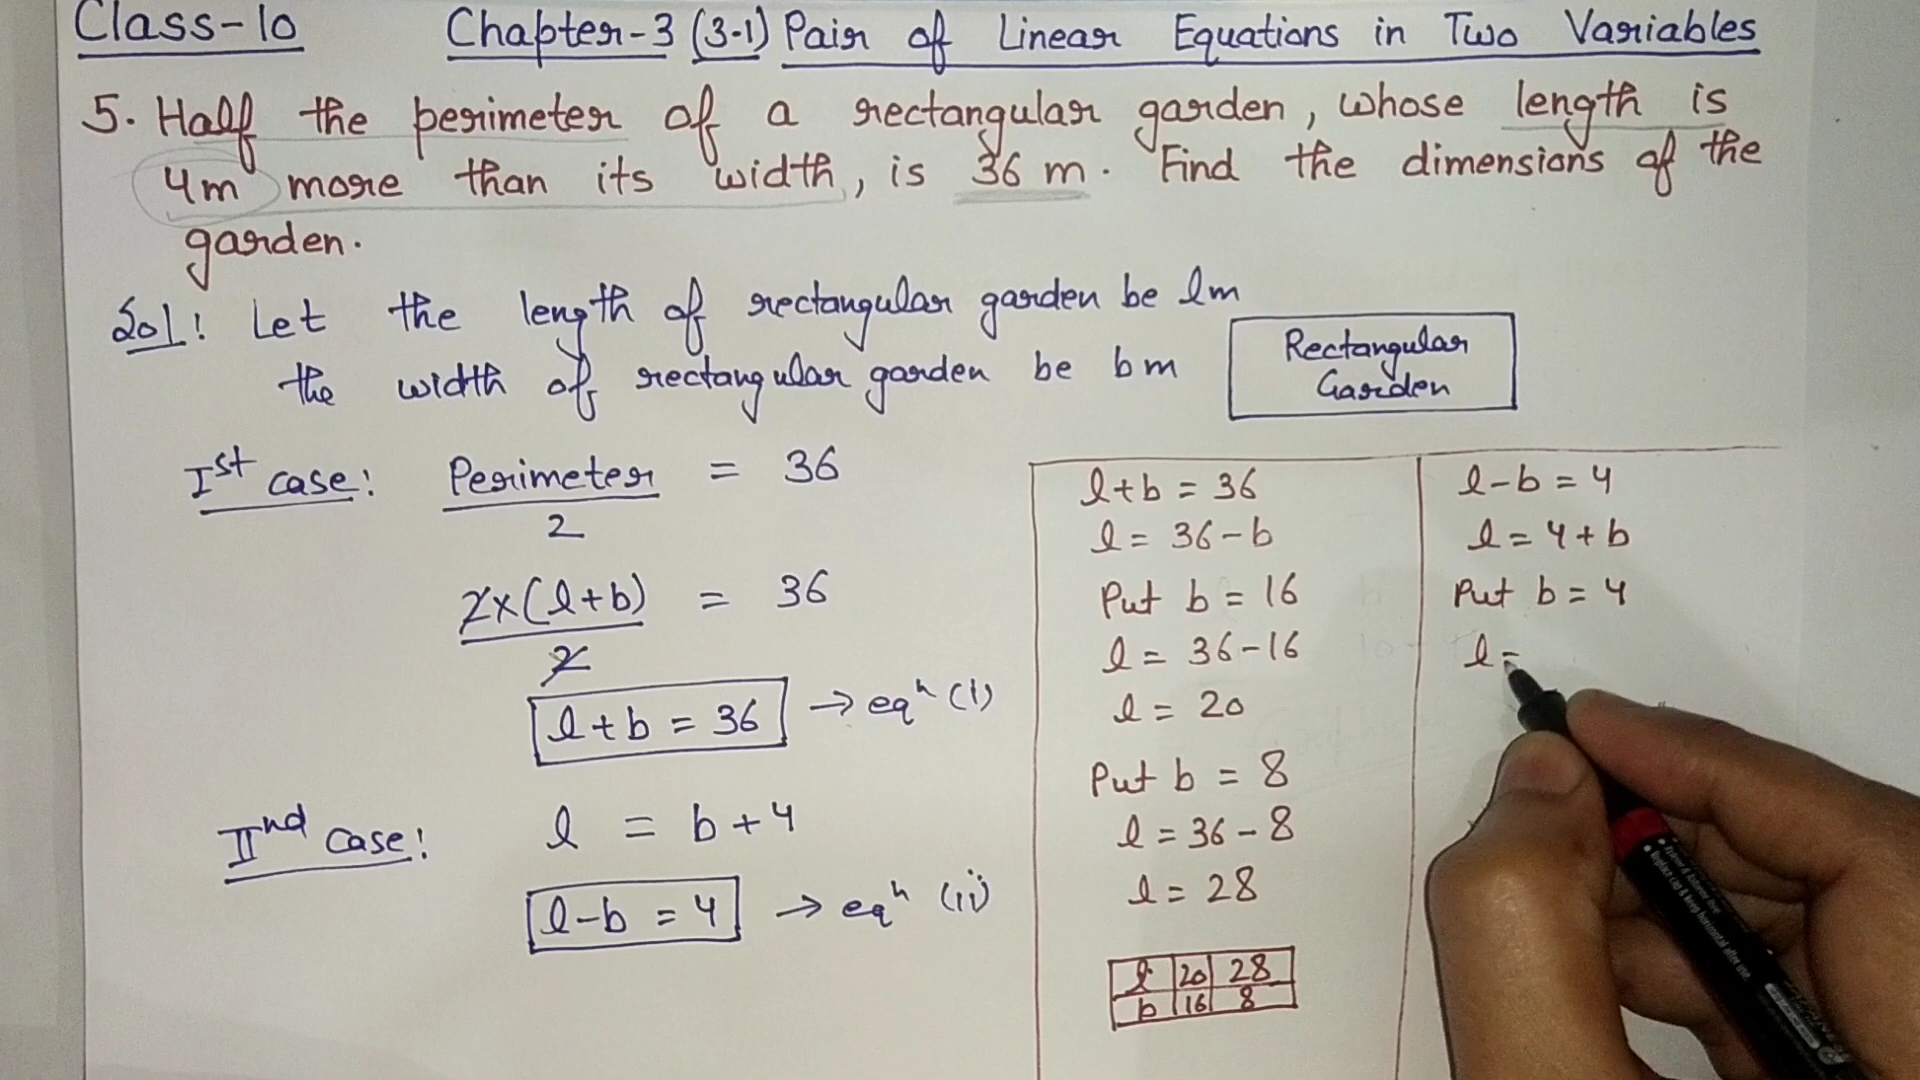 Class-10 Chapter-3 (3.1) Pair of Linear Equations in Two Variables
5. Half the perimeter of a rectangular garden, whose length is
4m more than its width, is 36 m. Find the dimensions of the
garden.
Sol: Let the length of rectangular garden be lm
the width of rectangular garden be bm
Rectangular
Garden
Ist case: Perimeter/2 = 36
2x(l+b)/2 = 36
l+b = 36 → eqn (i)
IInd Case: l = b+4
l-b = 4 → eqn (ii)
l+b = 36
l = 36-b
Put b = 16
l = 36-16
l = 20
Put b = 8
l = 36-8
l = 28
l 20 28
b 16 8
l-b = 4
l = 4+b
Put b = 4
l=